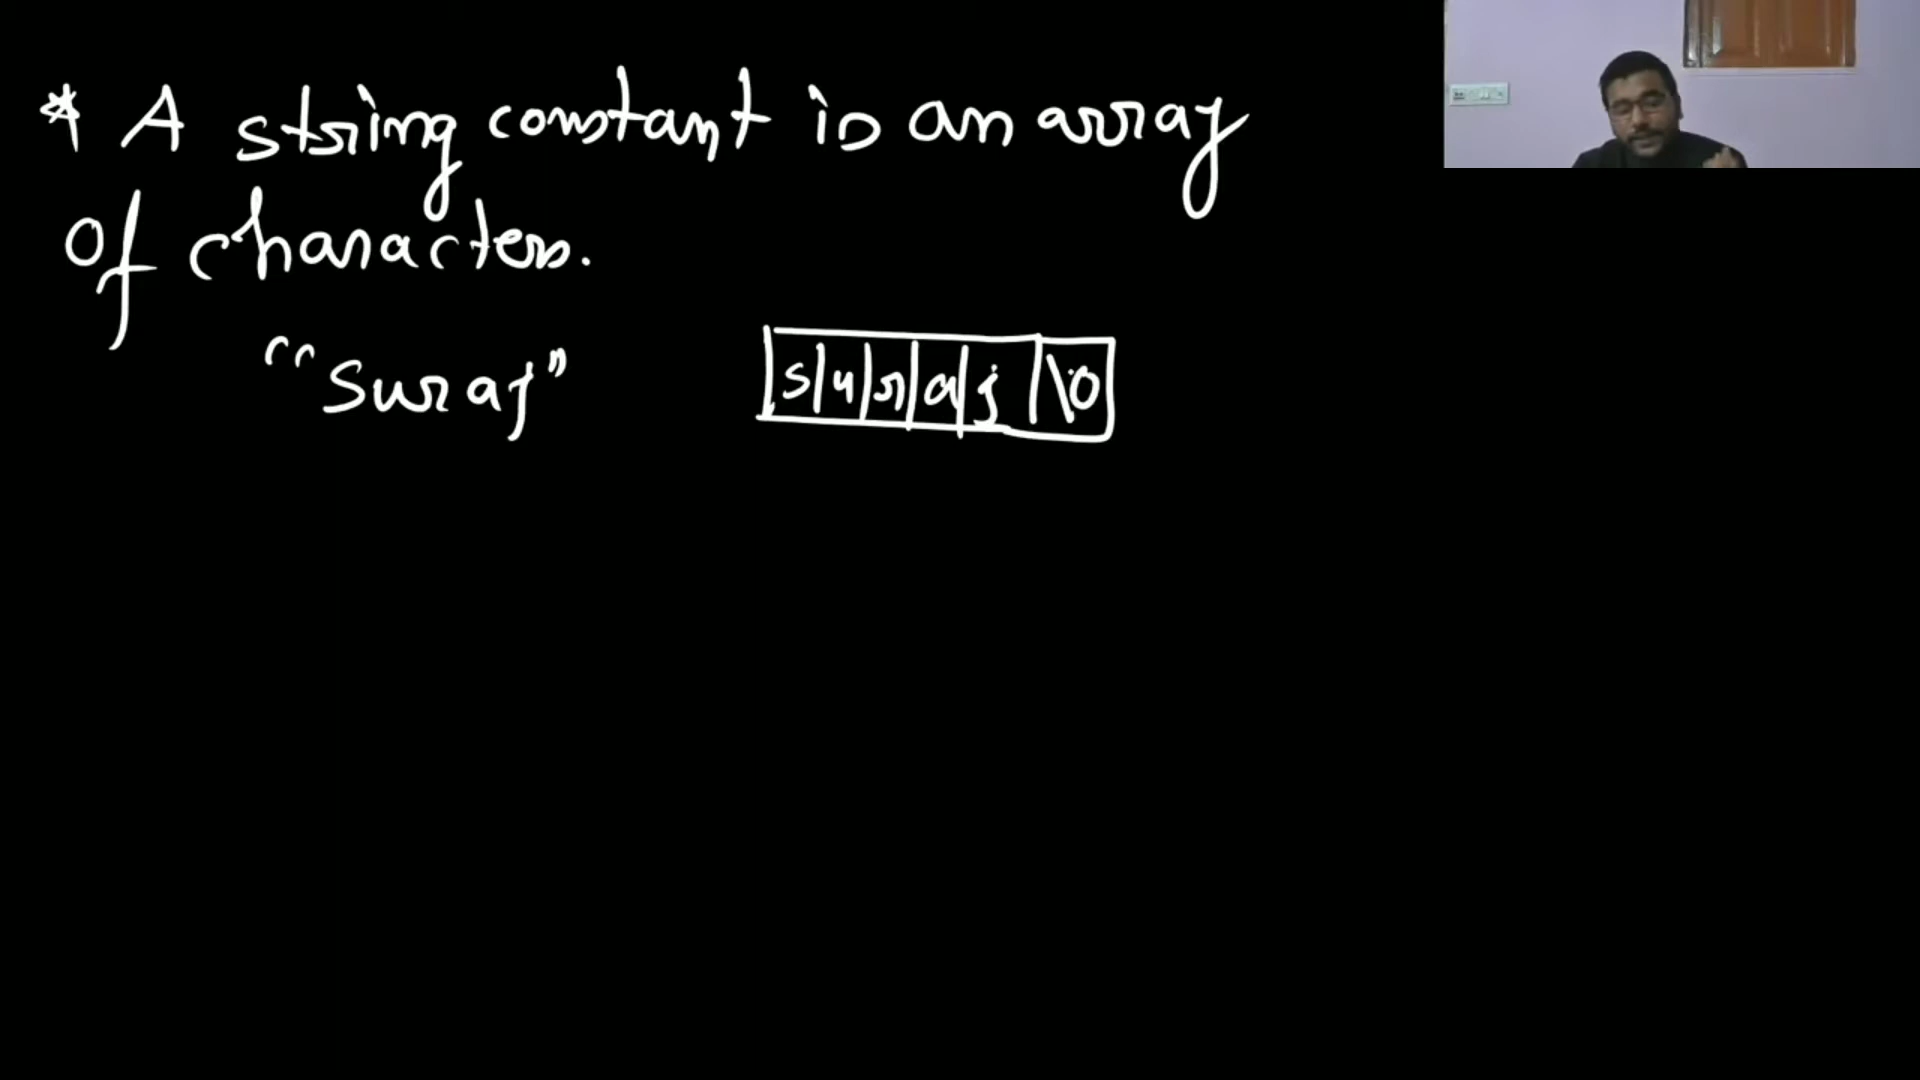 * A string constant is an array
of characters.
"suraj" s|u|r|a|j|\0